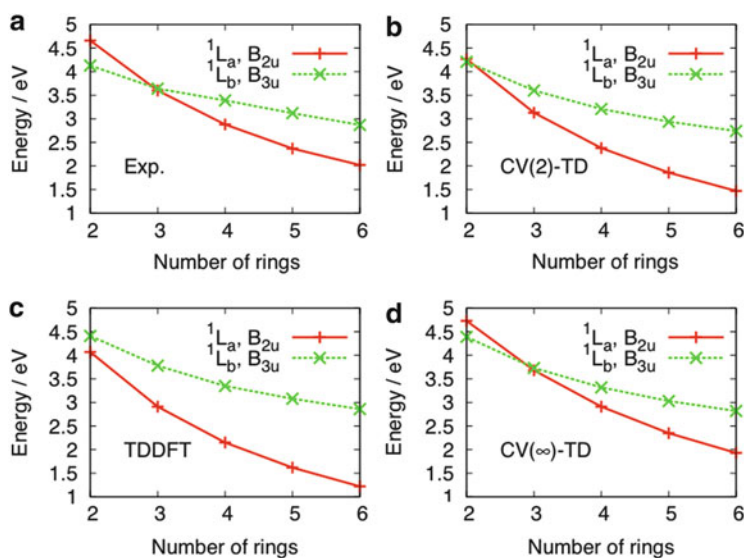 a
5
4.5
4
3.5
3
2.5
2
1.5
1
Energy / eV
¹Lₐ, B₂ᵤ
¹L_b, B₃ᵤ
Exp.
2 3 4 5 6
Number of rings
b
5
4.5
4
3.5
3
2.5
2
1.5
1
Energy / eV
¹Lₐ, B₂ᵤ
¹L_b, B₃ᵤ
CV(2)-TD
2 3 4 5 6
Number of rings
c
5
4.5
4
3.5
3
2.5
2
1.5
1
Energy / eV
¹Lₐ, B₂ᵤ
¹L_b, B₃ᵤ
TDDFT
2 3 4 5 6
Number of rings
d
5
4.5
4
3.5
3
2.5
2
1.5
1
Energy / eV
¹Lₐ, B₂ᵤ
¹L_b, B₃ᵤ
CV(∞)-TD
2 3 4 5 6
Number of rings